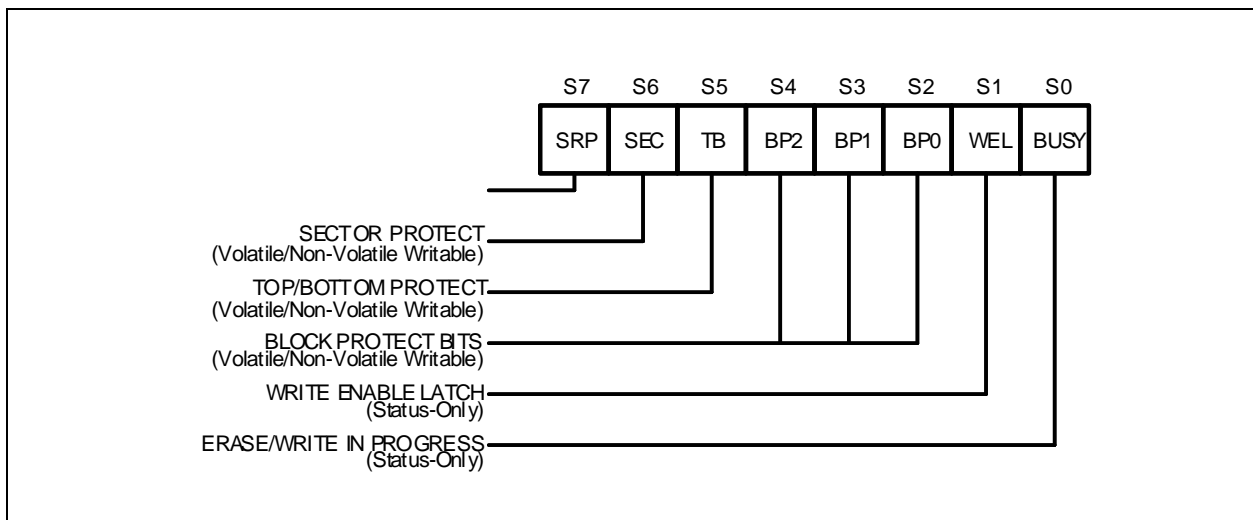 S7 S6 S5 S4 S3 S2 S1 S0
SRP SEC TB BP2 BP1 BP0 WEL BUSY
SECTOR PROTECT
(Volatile/Non-Volatile Writable)
TOP/BOTTOM PROTECT
(Volatile/Non-Volatile Writable)
BLOCK PROTECT BITS
(Volatile/Non-Volatile Writable)
WRITE ENABLE LATCH
(Status-Only)
ERASE/WRITE IN PROGRESS
(Status-Only)